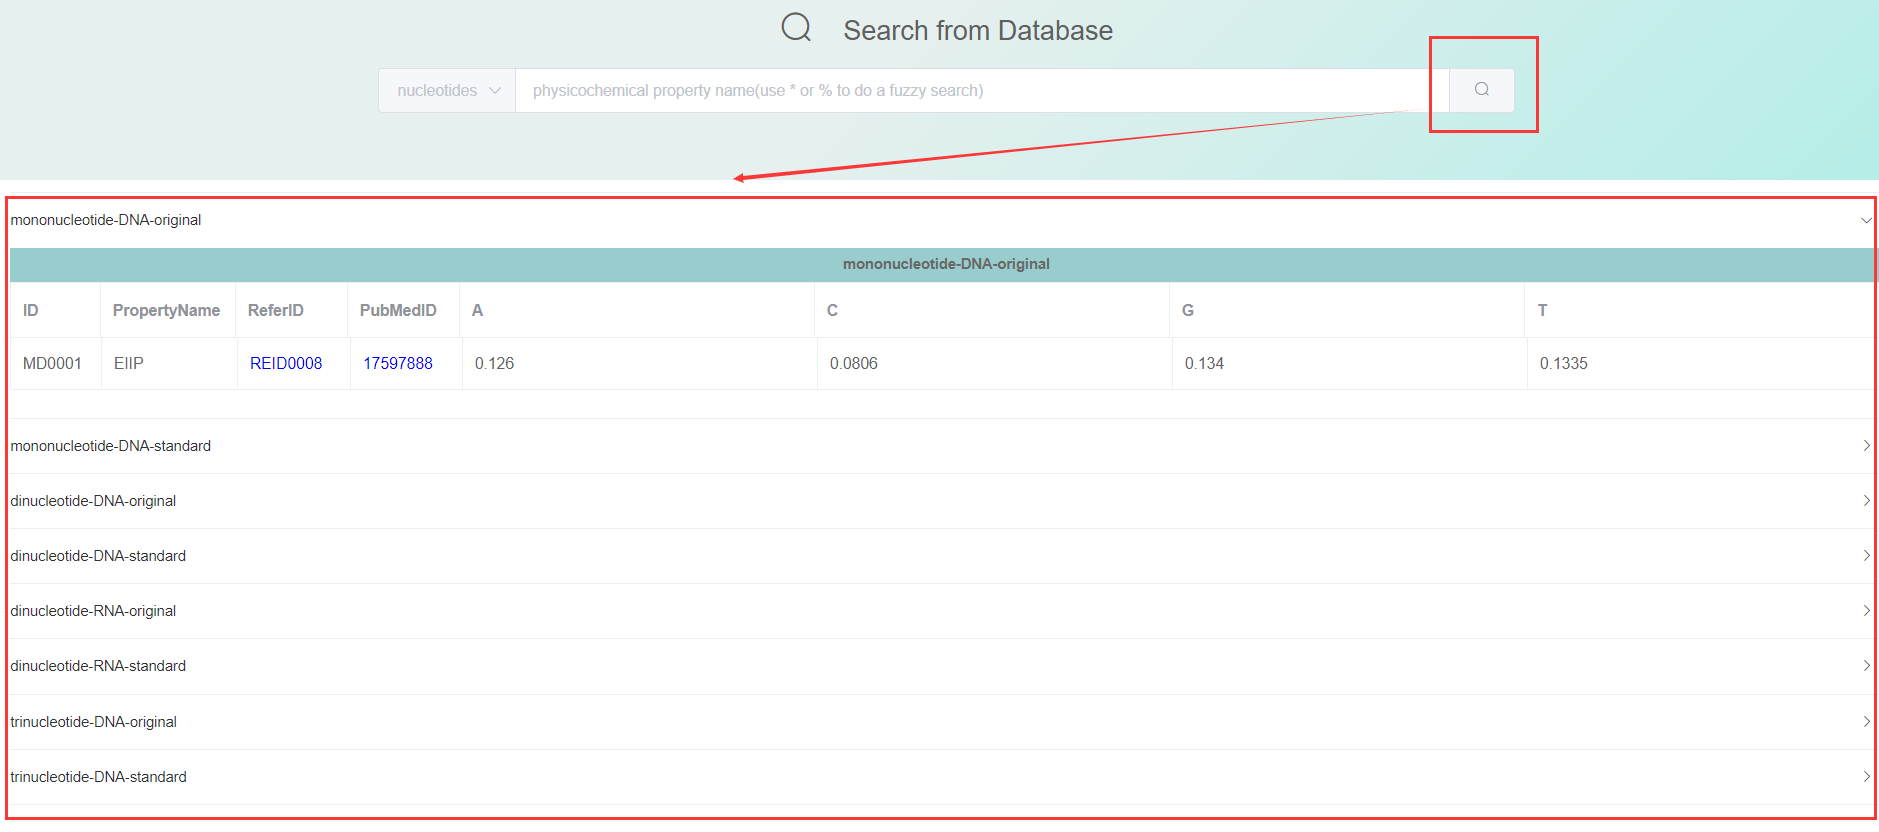 Search from Database
nucleotides physicochemical property name(use * or % to do a fuzzy search)
mononucleotide-DNA-original
mononucleotide-DNA-original
ID PropertyName ReferID PubMedID A C G T
MD0001 EIIP REID0008 17597888 0.126 0.0806 0.134 0.1335
mononucleotide-DNA-standard
dinucleotide-DNA-original
dinucleotide-DNA-standard
dinucleotide-RNA-original
dinucleotide-RNA-standard
trinucleotide-DNA-original
trinucleotide-DNA-standard